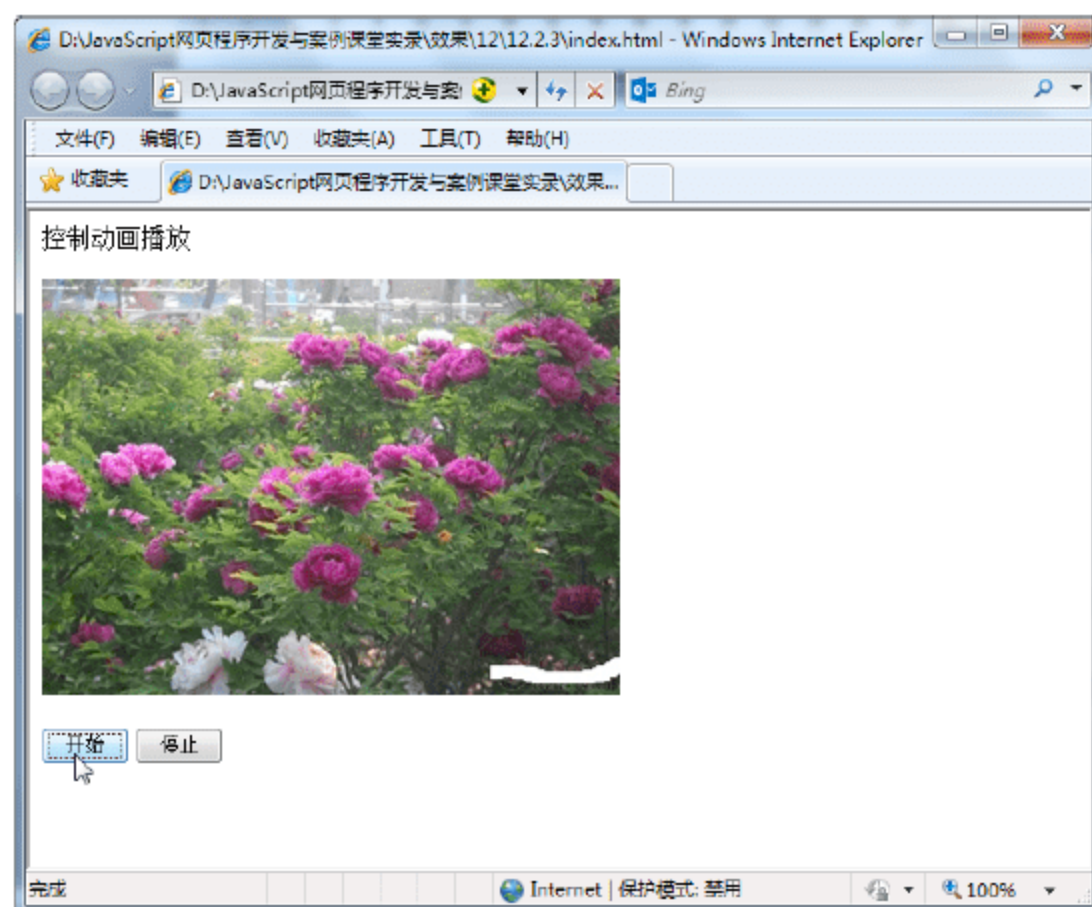 D:\JavaScript网页程序开发与案例课堂实录\效果\12\12.2.3\index.html - Windows Internet Explorer
D:\JavaScript网页程序开发与案 Bing
文件(F) 编辑(E) 查看(V) 收藏夹(A) 工具(T) 帮助(H)
收藏夹 D:\JavaScript网页程序开发与案例课堂实录\效果...
控制动画播放
开始 停止
完成 Internet | 保护模式: 禁用 100%